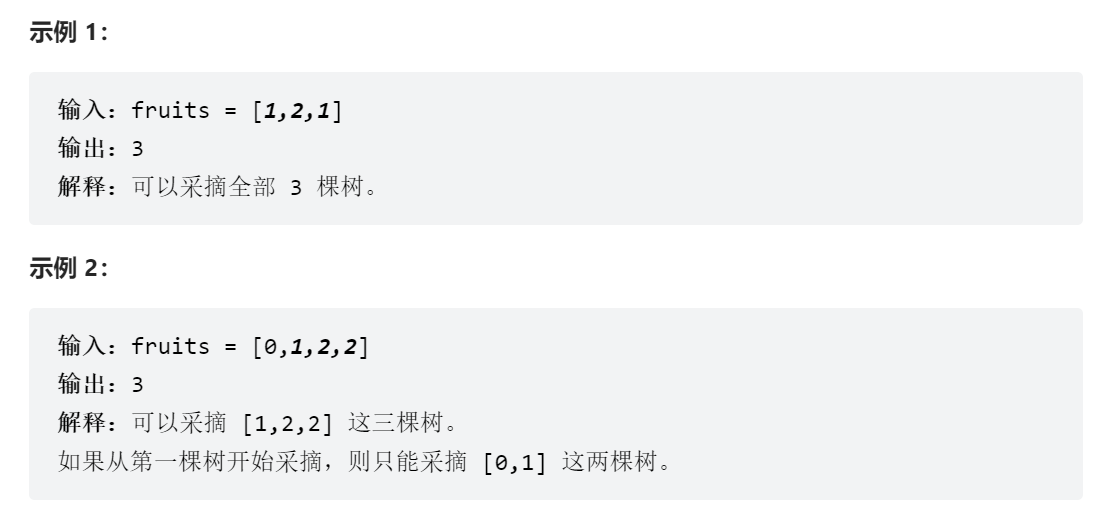 示例 1：
输入：fruits = [1,2,1]
输出：3
解释：可以采摘全部 3 棵树。
示例 2：
输入：fruits = [0,1,2,2]
输出：3
解释：可以采摘 [1,2,2] 这三棵树。
如果从第一棵树开始采摘，则只能采摘 [0,1] 这两棵树。